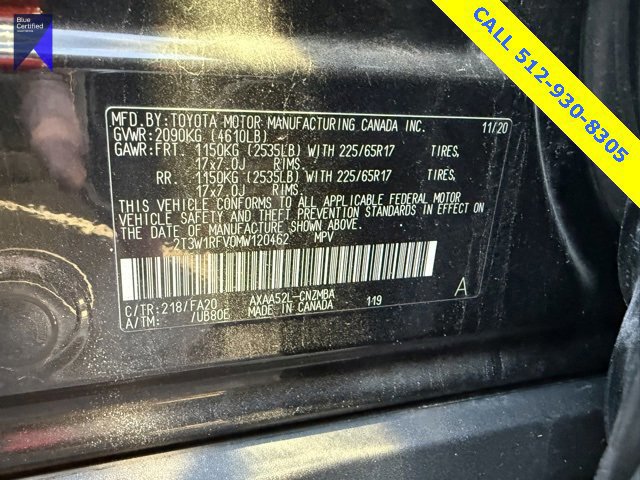 Blue
Certified
CALL 512-930-8305
MFD.BY:TOYOTA MOTOR MANUFACTURING CANADA INC. 11/20
GVWR:2090KG (4610LB)
GAWR:FRT. 1150KG (2535LB) WITH 225/65R17 TIRES,
17x7.0J RIMS,
RR. 1150KG (2535LB) WITH 225/65R17 TIRES,
17x7.0J RIMS.
THIS VEHICLE CONFORMS TO ALL APPLICABLE FEDERAL MOTOR
VEHICLE SAFETY AND THEFT PREVENTION STANDARDS IN EFFECT ON
THE DATE OF MANUFACTURE SHOWN ABOVE.
2T3W1RFV0MW120462 MPV
C/TR:218/FA20 AXAA52L-CNZMBA 119 A
A/TM: /UB80E MADE IN CANADA